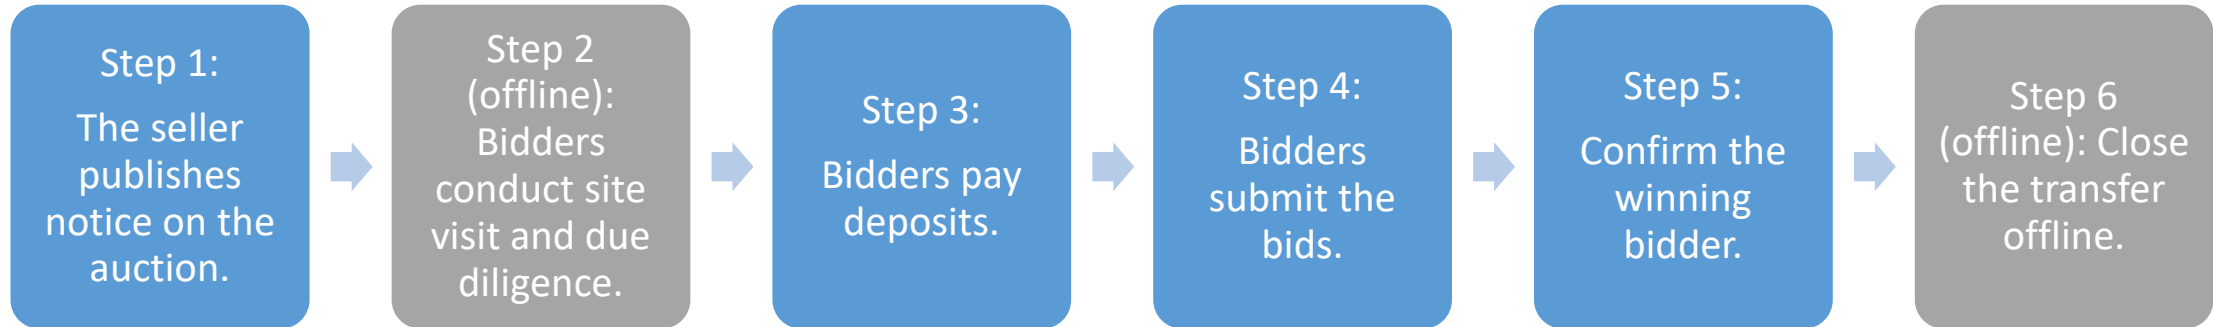 Step 1:
The seller
publishes
notice on the
auction.
Step 2
(offline):
Bidders
conduct site
visit and due
diligence.
Step 3:
Bidders pay
deposits.
Step 4:
Bidders
submit the
bids.
Step 5:
Confirm the
winning
bidder.
Step 6
(offline): Close
the transfer
offline.